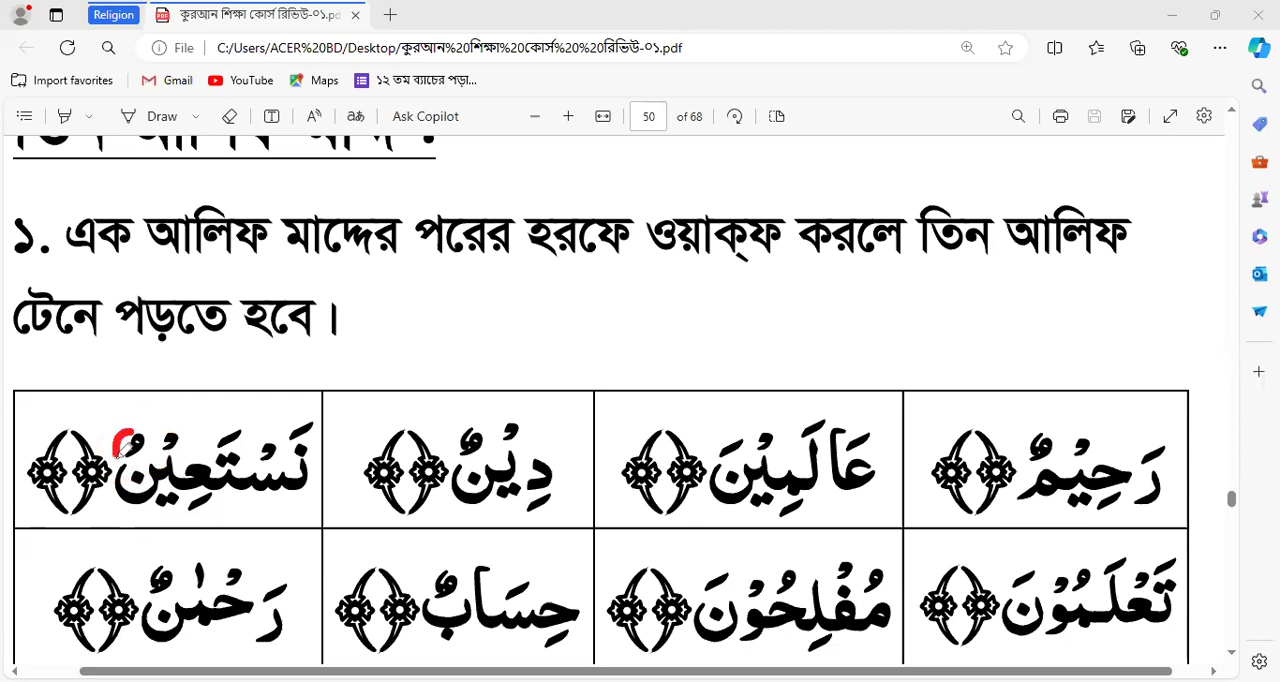 Religion
কুরআন শিক্ষা কোর্স রিভিউ-০১.pd
File
C:/Users/ACER%20BD/Desktop/কুরআন%20শিক্ষা%20কোর্স%20%20রিভিউ-০১.pdf
Import favorites Gmail YouTube Maps ১২ তম ব্যাচের পড়া...
Draw Ask Copilot 50 of 68
১. এক আলিফ মাদ্দের পরের হরফে ওয়াক্ফ করলে তিন আলিফ
টেনে পড়তে হবে।
رَحِيْمٌ عَالَمِيْنَ دِيْنٌ نَسْتَعِيْنُ
تَعْلَمُوْنَ مُفْلِحُوْنَ حِسَابٌ رَحْمٰنٌ